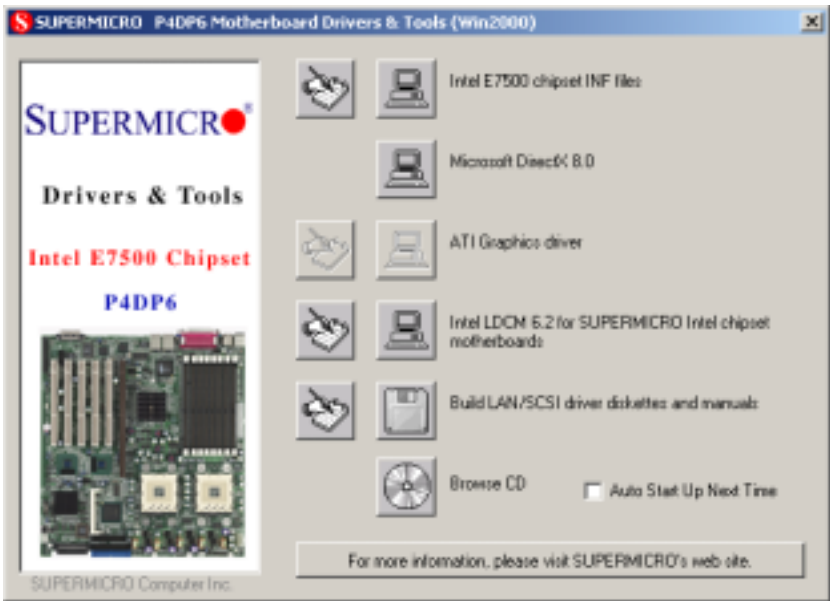 SUPERMICRO P4DP6 Motherboard Drivers & Tools (Win2000)
SUPERMICRO®
Drivers & Tools
Intel E7500 Chipset
P4DP6
SUPERMICRO Computer Inc.
Intel E7500 chipset INF files
Microsoft DirectX 8.0
ATI Graphics driver
Intel LDCM 6.2 for SUPERMICRO Intel chipset
motherboards
Build LAN/SCSI driver diskettes and manuals
Browse CD
Auto Start Up Next Time
For more information, please visit SUPERMICRO's web site.